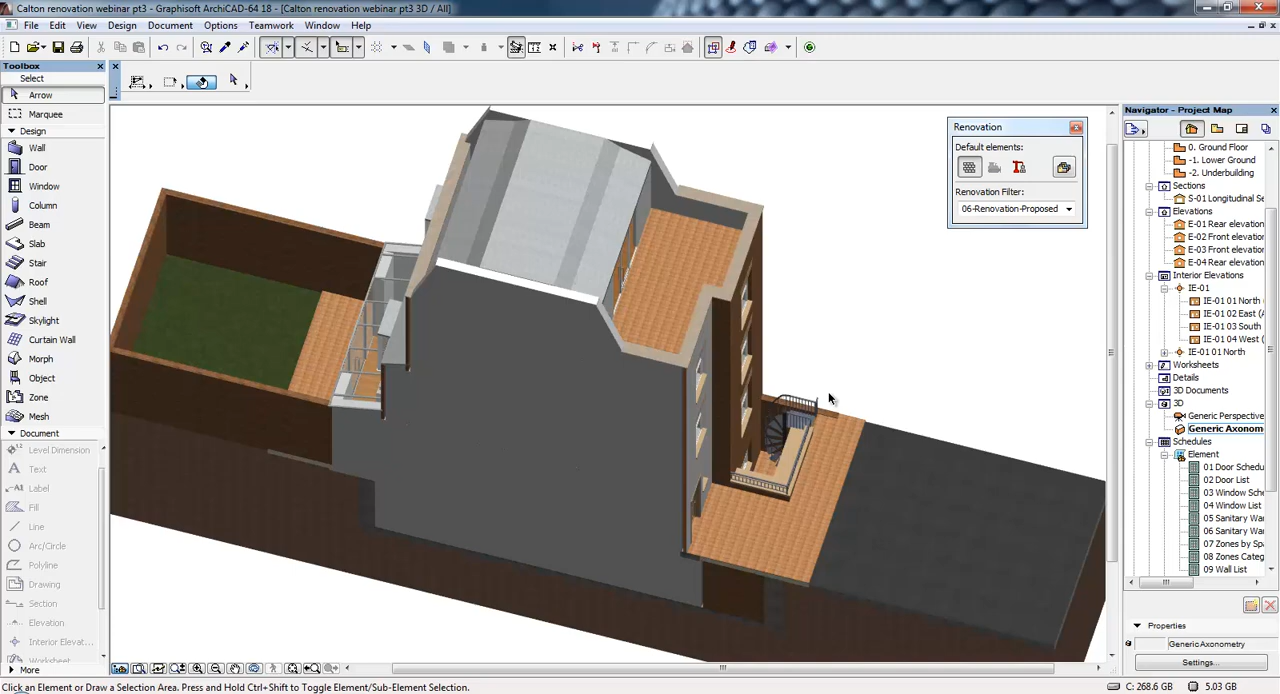 Calton renovation webinar pt3 - Graphisoft ArchiCAD-64 18 - [Calton renovation webinar pt3 3D / All]
File Edit View Design Document Options Teamwork Window Help
Toolbox
Select
Arrow
Marquee
Design
Wall
Door
Window
Column
Beam
Slab
Stair
Roof
Shell
Skylight
Curtain Wall
Morph
Object
Zone
Mesh
Document
Level Dimension
Text
Label
Fill
Line
Arc/Circle
Polyline
Drawing
Section
Elevation
Interior Elevat...
Worksheet
More
Renovation
Default elements:
Renovation Filter:
06-Renovation-Proposed
Navigator - Project Map
0. Ground Floor
-1. Lower Ground
-2. Underbuilding
Sections
S-01 Longitudinal Se
Elevations
E-01 Rear elevation
E-02 Front elevation
E-03 Front elevation
E-04 Rear elevation
Interior Elevations
IE-01
IE-01 01 North (
IE-01 02 East (A
IE-01 03 South
IE-01 04 West (
IE-01 01 North
Worksheets
Details
3D Documents
3D
Generic Perspective
Generic Axonom
Schedules
Element
01 Door Schedu
02 Door List
03 Window Sche
04 Window List
05 Sanitary Wa
06 Sanitary Wa
07 Zones by Sp
08 Zones Categ
09 Wall List
Properties
Generic Axonometry
Settings...
Click an Element or Draw a Selection Area. Press and Hold Ctrl+Shift to Toggle Element/Sub-Element Selection.
C: 268.6 GB 5.03 GB